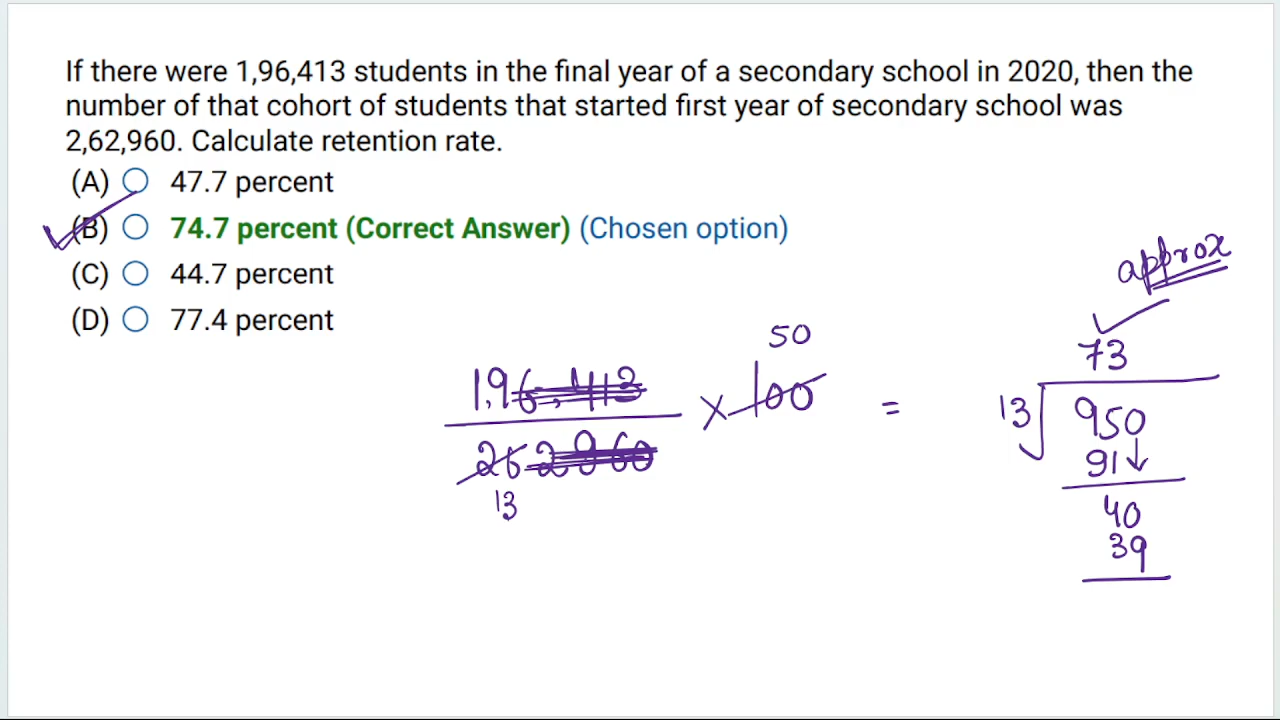 If there were 1,96,413 students in the final year of a secondary school in 2020, then the
number of that cohort of students that started first year of secondary school was
2,62,960. Calculate retention rate.
(A) 47.7 percent
(B) 74.7 percent (Correct Answer) (Chosen option)
(C) 44.7 percent
(D) 77.4 percent
approx
50
73
1,96,413 × 100 =
13 950
262960
91
13
40
39